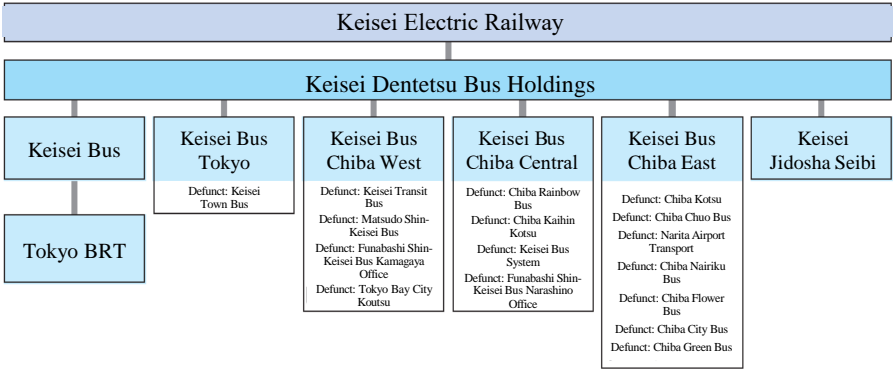 Keisei Electric Railway
Keisei Dentetsu Bus Holdings
Keisei Bus
Tokyo BRT
Keisei Bus
Tokyo
Defunct: Keisei
Town Bus
Keisei Bus
Chiba West
Defunct: Keisei Transit
Bus
Defunct: Matsudo Shin-
Keisei Bus
Defunct: Funabashi Shin-
Keisei Bus Kamagaya
Office
Defunct: Tokyo Bay City
Koutsu
Keisei Bus
Chiba Central
Defunct: Chiba Rainbow
Bus
Defunct: Chiba Kaihin
Kotsu
Defunct: Keisei Bus
System
Defunct: Funabashi Shin-
Keisei Bus Narashino
Office
Keisei Bus
Chiba East
Defunct: Chiba Kotsu
Defunct: Chiba Chuo Bus
Defunct: Narita Airport
Transport
Defunct: Chiba Nairiku
Bus
Defunct: Chiba Flower
Bus
Defunct: Chiba City Bus
Defunct: Chiba Green Bus
Keisei
Jidosha Seibi